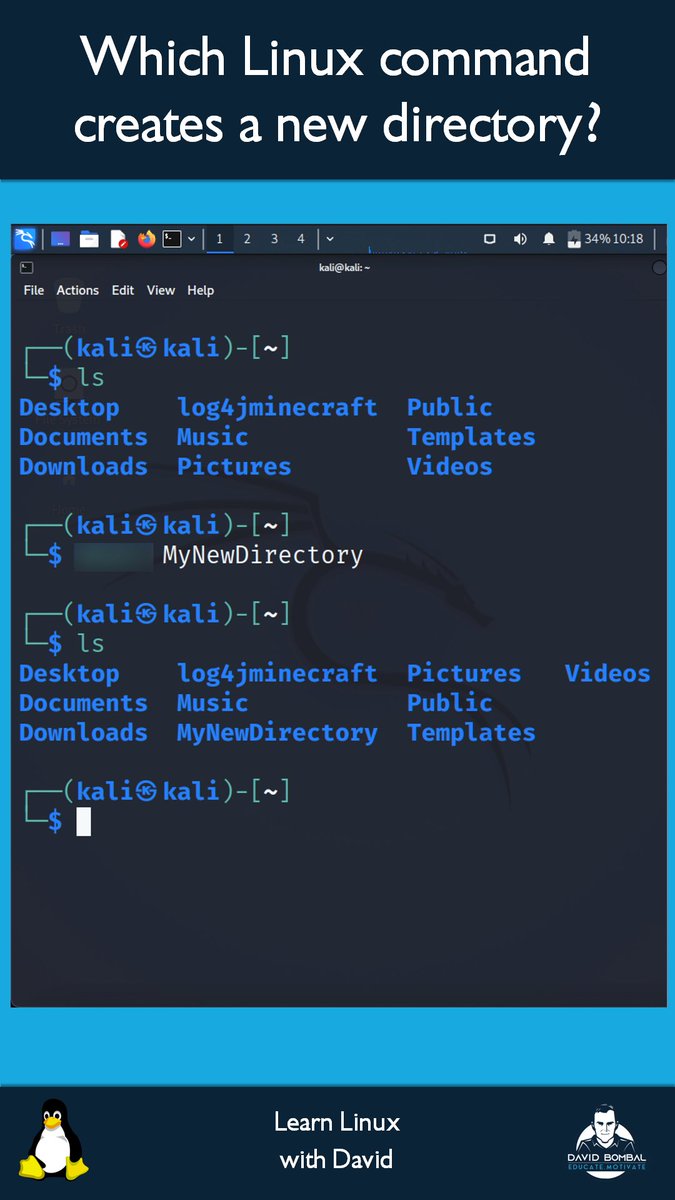 Which Linux command
creates a new directory?
1 2 3 4 34% 10:18
kali@kali: ~
File Actions Edit View Help
┌──(kali㉿kali)-[~]
└─$ ls
Desktop log4jminecraft Public
Documents Music Templates
Downloads Pictures Videos
┌──(kali㉿kali)-[~]
└─$ MyNewDirectory
┌──(kali㉿kali)-[~]
└─$ ls
Desktop log4jminecraft Pictures Videos
Documents Music Public
Downloads MyNewDirectory Templates
┌──(kali㉿kali)-[~]
└─$
Learn Linux
with David
DAVID BOMBAL
EDUCATE.MOTIVATE